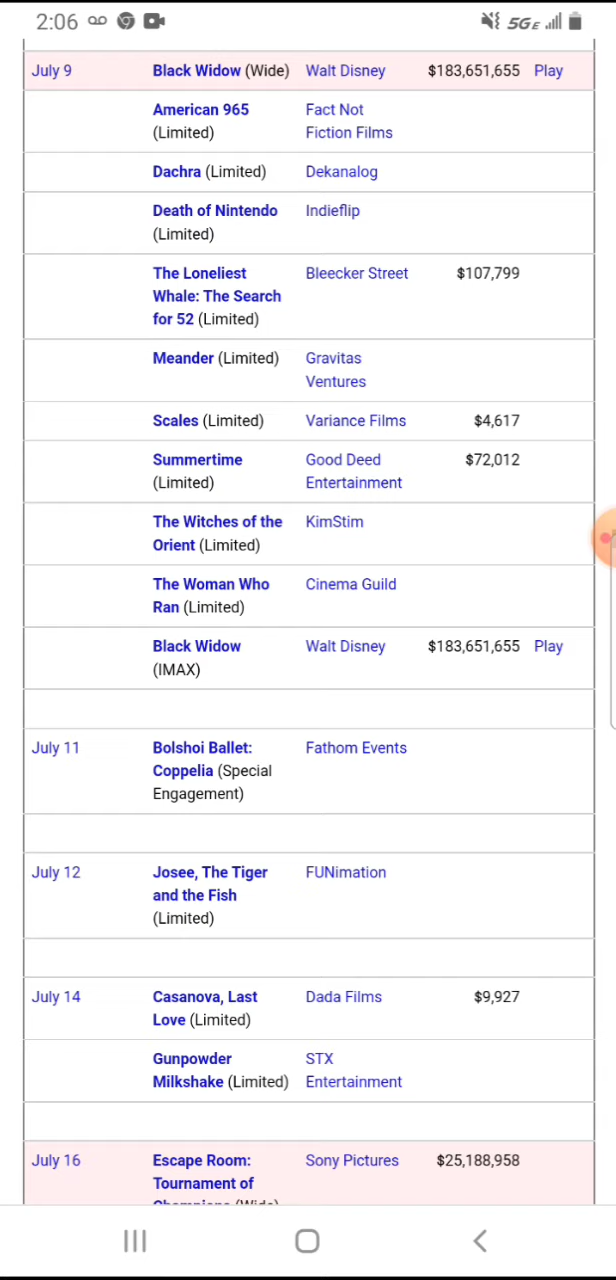 2:06
5GE
July 9 Black Widow (Wide) Walt Disney $183,651,655 Play
American 965 Fact Not
(Limited) Fiction Films
Dachra (Limited) Dekanalog
Death of Nintendo Indieflip
(Limited)
The Loneliest Bleecker Street $107,799
Whale: The Search
for 52 (Limited)
Meander (Limited) Gravitas
Ventures
Scales (Limited) Variance Films $4,617
Summertime Good Deed $72,012
(Limited) Entertainment
The Witches of the KimStim
Orient (Limited)
The Woman Who Cinema Guild
Ran (Limited)
Black Widow Walt Disney $183,651,655 Play
(IMAX)
July 11 Bolshoi Ballet: Fathom Events
Coppelia (Special
Engagement)
July 12 Josee, The Tiger FUNimation
and the Fish
(Limited)
July 14 Casanova, Last Dada Films $9,927
Love (Limited)
Gunpowder STX
Milkshake (Limited) Entertainment
July 16 Escape Room: Sony Pictures $25,188,958
Tournament of
Champions (Wide)